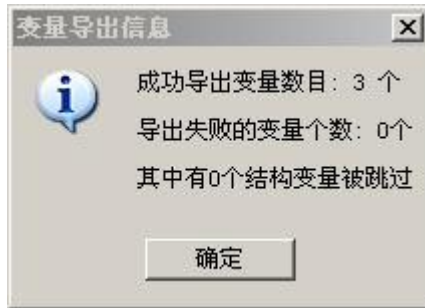 变量导出信息
成功导出变量数目: 3 个
导出失败的变量个数: 0个
其中有0个结构变量被跳过
确定